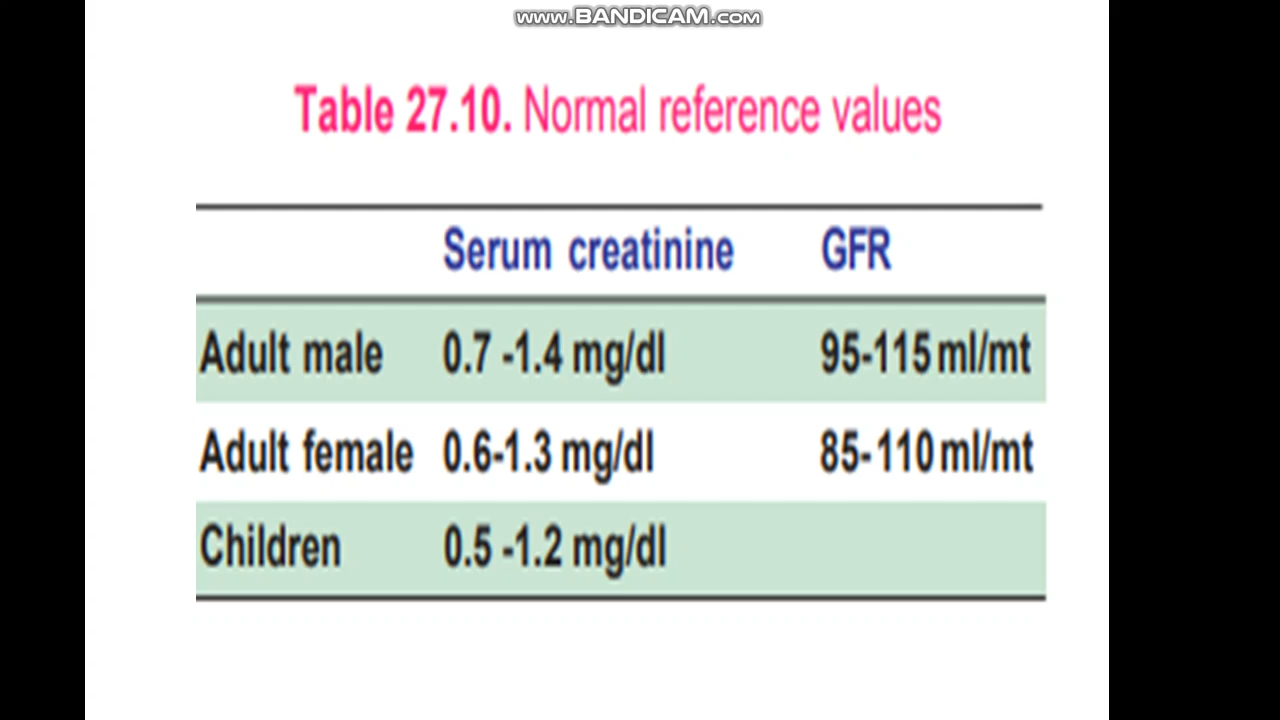 www.BANDICAM.com
Table 27.10. Normal reference values
Serum creatinine GFR
Adult male 0.7 -1.4 mg/dl 95-115 ml/mt
Adult female 0.6-1.3 mg/dl 85-110 ml/mt
Children 0.5 -1.2 mg/dl